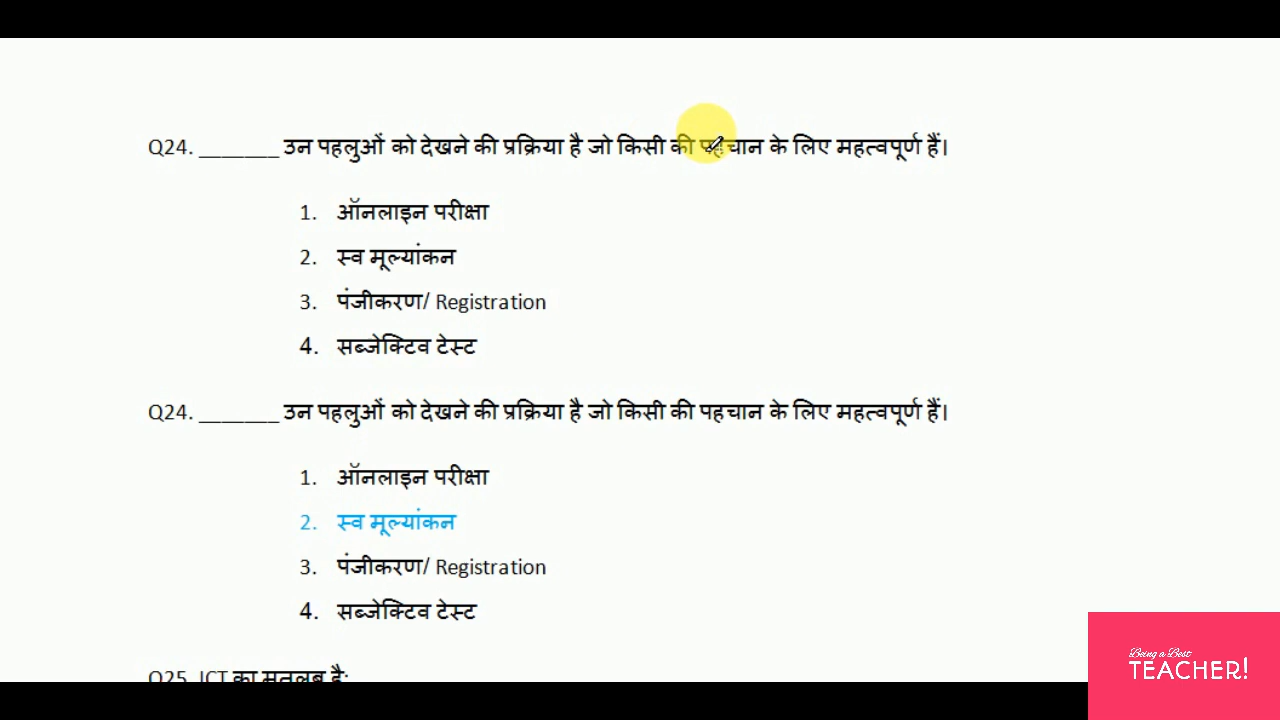 Q24. _______ उन पहलुओं को देखने की प्रक्रिया है जो किसी की पहचान के लिए महत्वपूर्ण हैं।
1. ऑनलाइन परीक्षा
2. स्व मूल्यांकन
3. पंजीकरण/ Registration
4. सब्जेक्टिव टेस्ट
Q24. _______ उन पहलुओं को देखने की प्रक्रिया है जो किसी की पहचान के लिए महत्वपूर्ण हैं।
1. ऑनलाइन परीक्षा
2. स्व मूल्यांकन
3. पंजीकरण/ Registration
4. सब्जेक्टिव टेस्ट
Q25. ICT का मतलब है:
Being a Best
TEACHER!